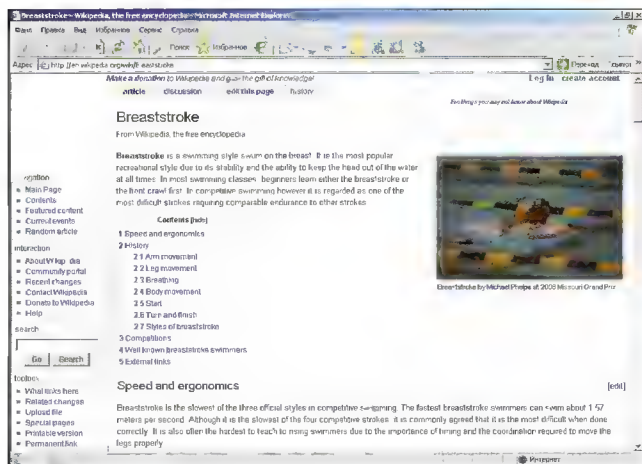 Breaststroke - Wikipedia, the free encyclopedia - Microsoft Internet Explorer
Файл Правка Вид Избранное Сервис Справка
Поиск Избранное
Адрес Переход
Make a donation to Wikipedia and give the gift of knowledge!
Log in create account
article discussion edit this page history
Five things you may not know about Wikipedia
Breaststroke
From Wikipedia, the free encyclopedia
Breaststroke is a swimming style swum on the breast. It is the most popular
recreational style due to its stability and the ability to keep the head out of the water
at all times. In most swimming classes, beginners learn either the breaststroke or
the front crawl first. In competitive swimming however it is regarded as one of the
most difficult strokes requiring comparable endurance to other strokes.
Breaststroke by Michael Phelps at 2008 Missouri Grand Prix
Contents [hide]
1 Speed and ergonomics
2 History
2.1 Arm movement
2.2 Leg movement
2.3 Breathing
2.4 Body movement
2.5 Start
2.6 Turn and finish
2.7 Styles of breaststroke
3 Competitions
4 Well known breaststroke swimmers
5 External links
Speed and ergonomics [edit]
Breaststroke is the slowest of the three official styles in competitive swimming. The fastest breaststroke swimmers can swim about 1.57
meters per second. Although it is the slowest of the four competitive strokes, it is commonly agreed that it is the most difficult when done
correctly. It is also often the hardest to teach to rising swimmers due to the importance of timing and the coordination required to move the
legs properly.
Main Page
Contents
Featured content
Current events
Random article
interaction
About Wikipedia
Community portal
Recent changes
Contact Wikipedia
Donate to Wikipedia
Help
search
Go Search
toolbox
What links here
Related changes
Upload file
Special pages
Printable version
Permanent link
Интернет